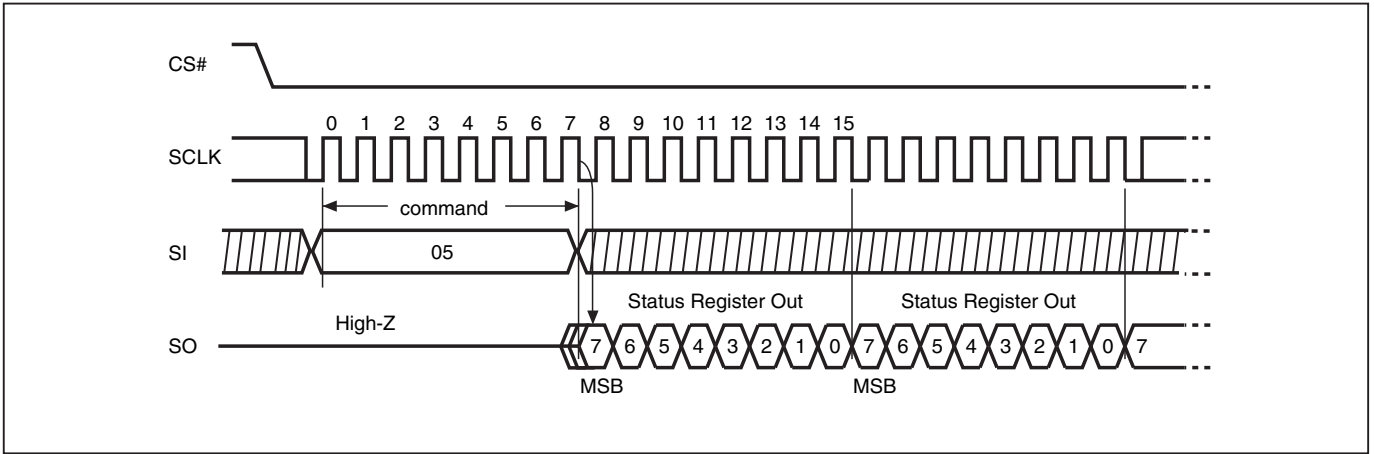 CS#
0 1 2 3 4 5 6 7 8 9 10 11 12 13 14 15
SCLK
command
SI
05
Status Register Out Status Register Out
High-Z
SO
7 6 5 4 3 2 1 0 7 6 5 4 3 2 1 0 7
MSB MSB